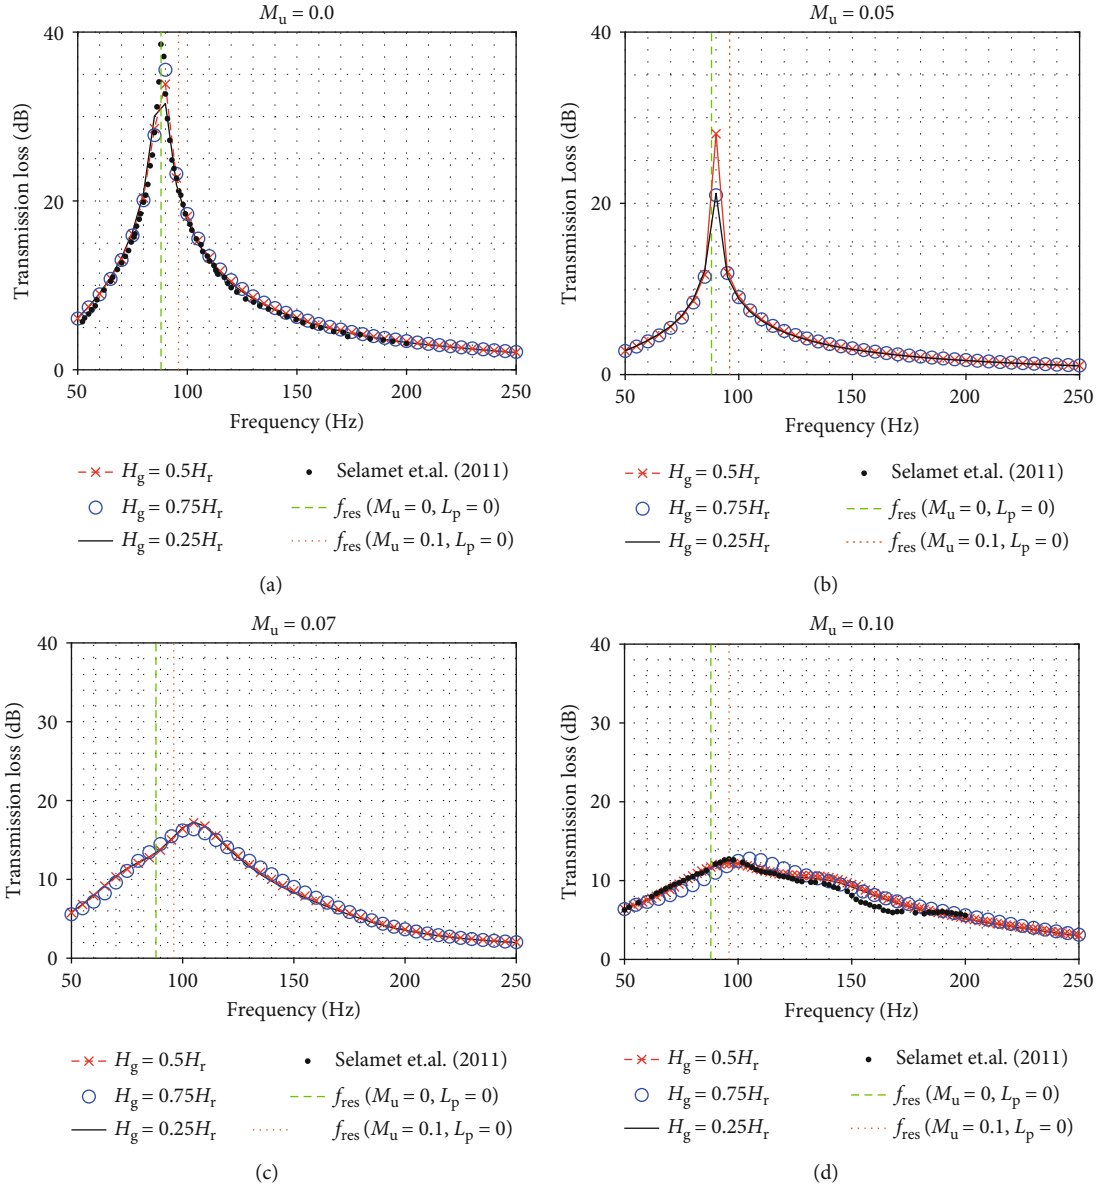 M_u = 0.0
Transmission loss (dB)
40
20
0
50 100 150 200 250
Frequency (Hz)
H_g = 0.5H_r
H_g = 0.75H_r
H_g = 0.25H_r
Selamet et.al. (2011)
f_res (M_u = 0, L_p = 0)
f_res (M_u = 0.1, L_p = 0)
(a)
M_u = 0.05
Transmission Loss (dB)
40
20
0
50 100 150 200 250
Frequency (Hz)
H_g = 0.5H_r
H_g = 0.75H_r
H_g = 0.25H_r
Selamet et.al. (2011)
f_res (M_u = 0, L_p = 0)
f_res (M_u = 0.1, L_p = 0)
(b)
M_u = 0.07
Transmission loss (dB)
40
30
20
10
0
50 100 150 200 250
Frequency (Hz)
H_g = 0.5H_r
H_g = 0.75H_r
H_g = 0.25H_r
Selamet et.al. (2011)
f_res (M_u = 0, L_p = 0)
f_res (M_u = 0.1, L_p = 0)
(c)
M_u = 0.10
Transmission loss (dB)
40
30
20
10
0
50 100 150 200 250
Frequency (Hz)
H_g = 0.5H_r
H_g = 0.75H_r
H_g = 0.25H_r
Selamet et.al. (2011)
f_res (M_u = 0, L_p = 0)
f_res (M_u = 0.1, L_p = 0)
(d)